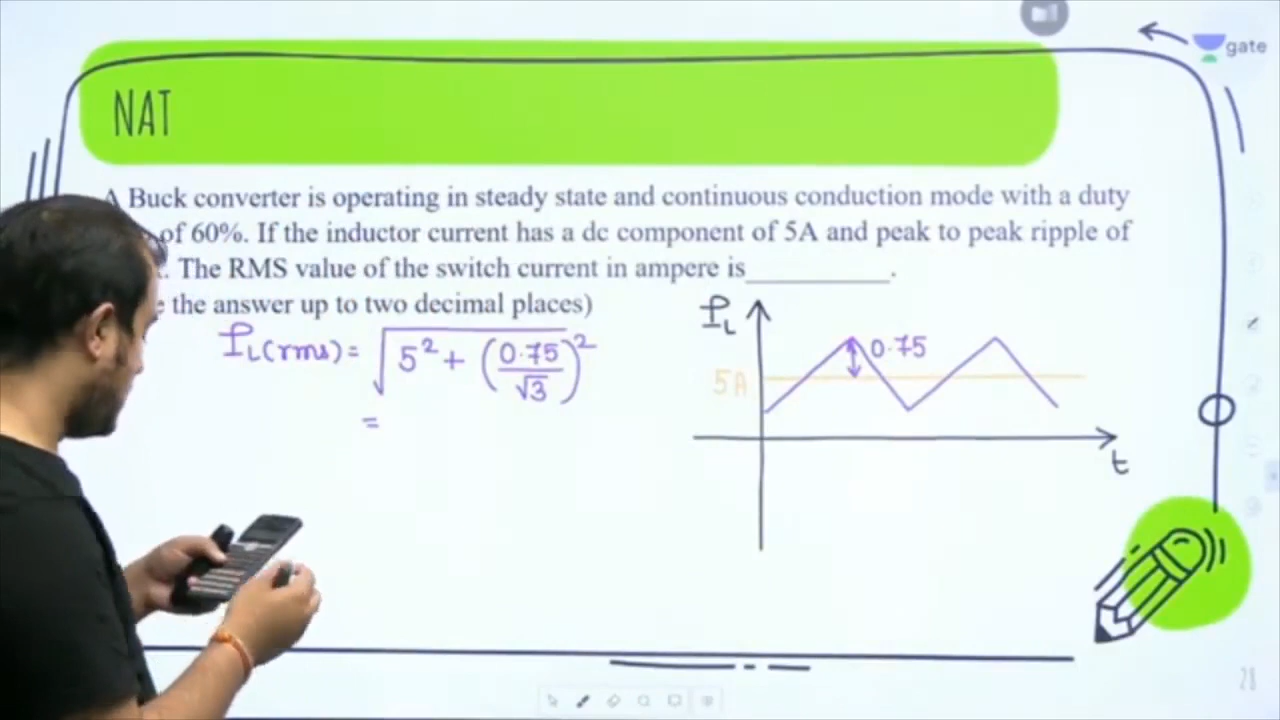 gate
NAT
A Buck converter is operating in steady state and continuous conduction mode with a duty
of 60%. If the inductor current has a dc component of 5A and peak to peak ripple of
. The RMS value of the switch current in ampere is__________.
the answer up to two decimal places)
I_L(rms) = √(5² + (0.75/√3)²)
=
I_L
0.75
5A
t
28